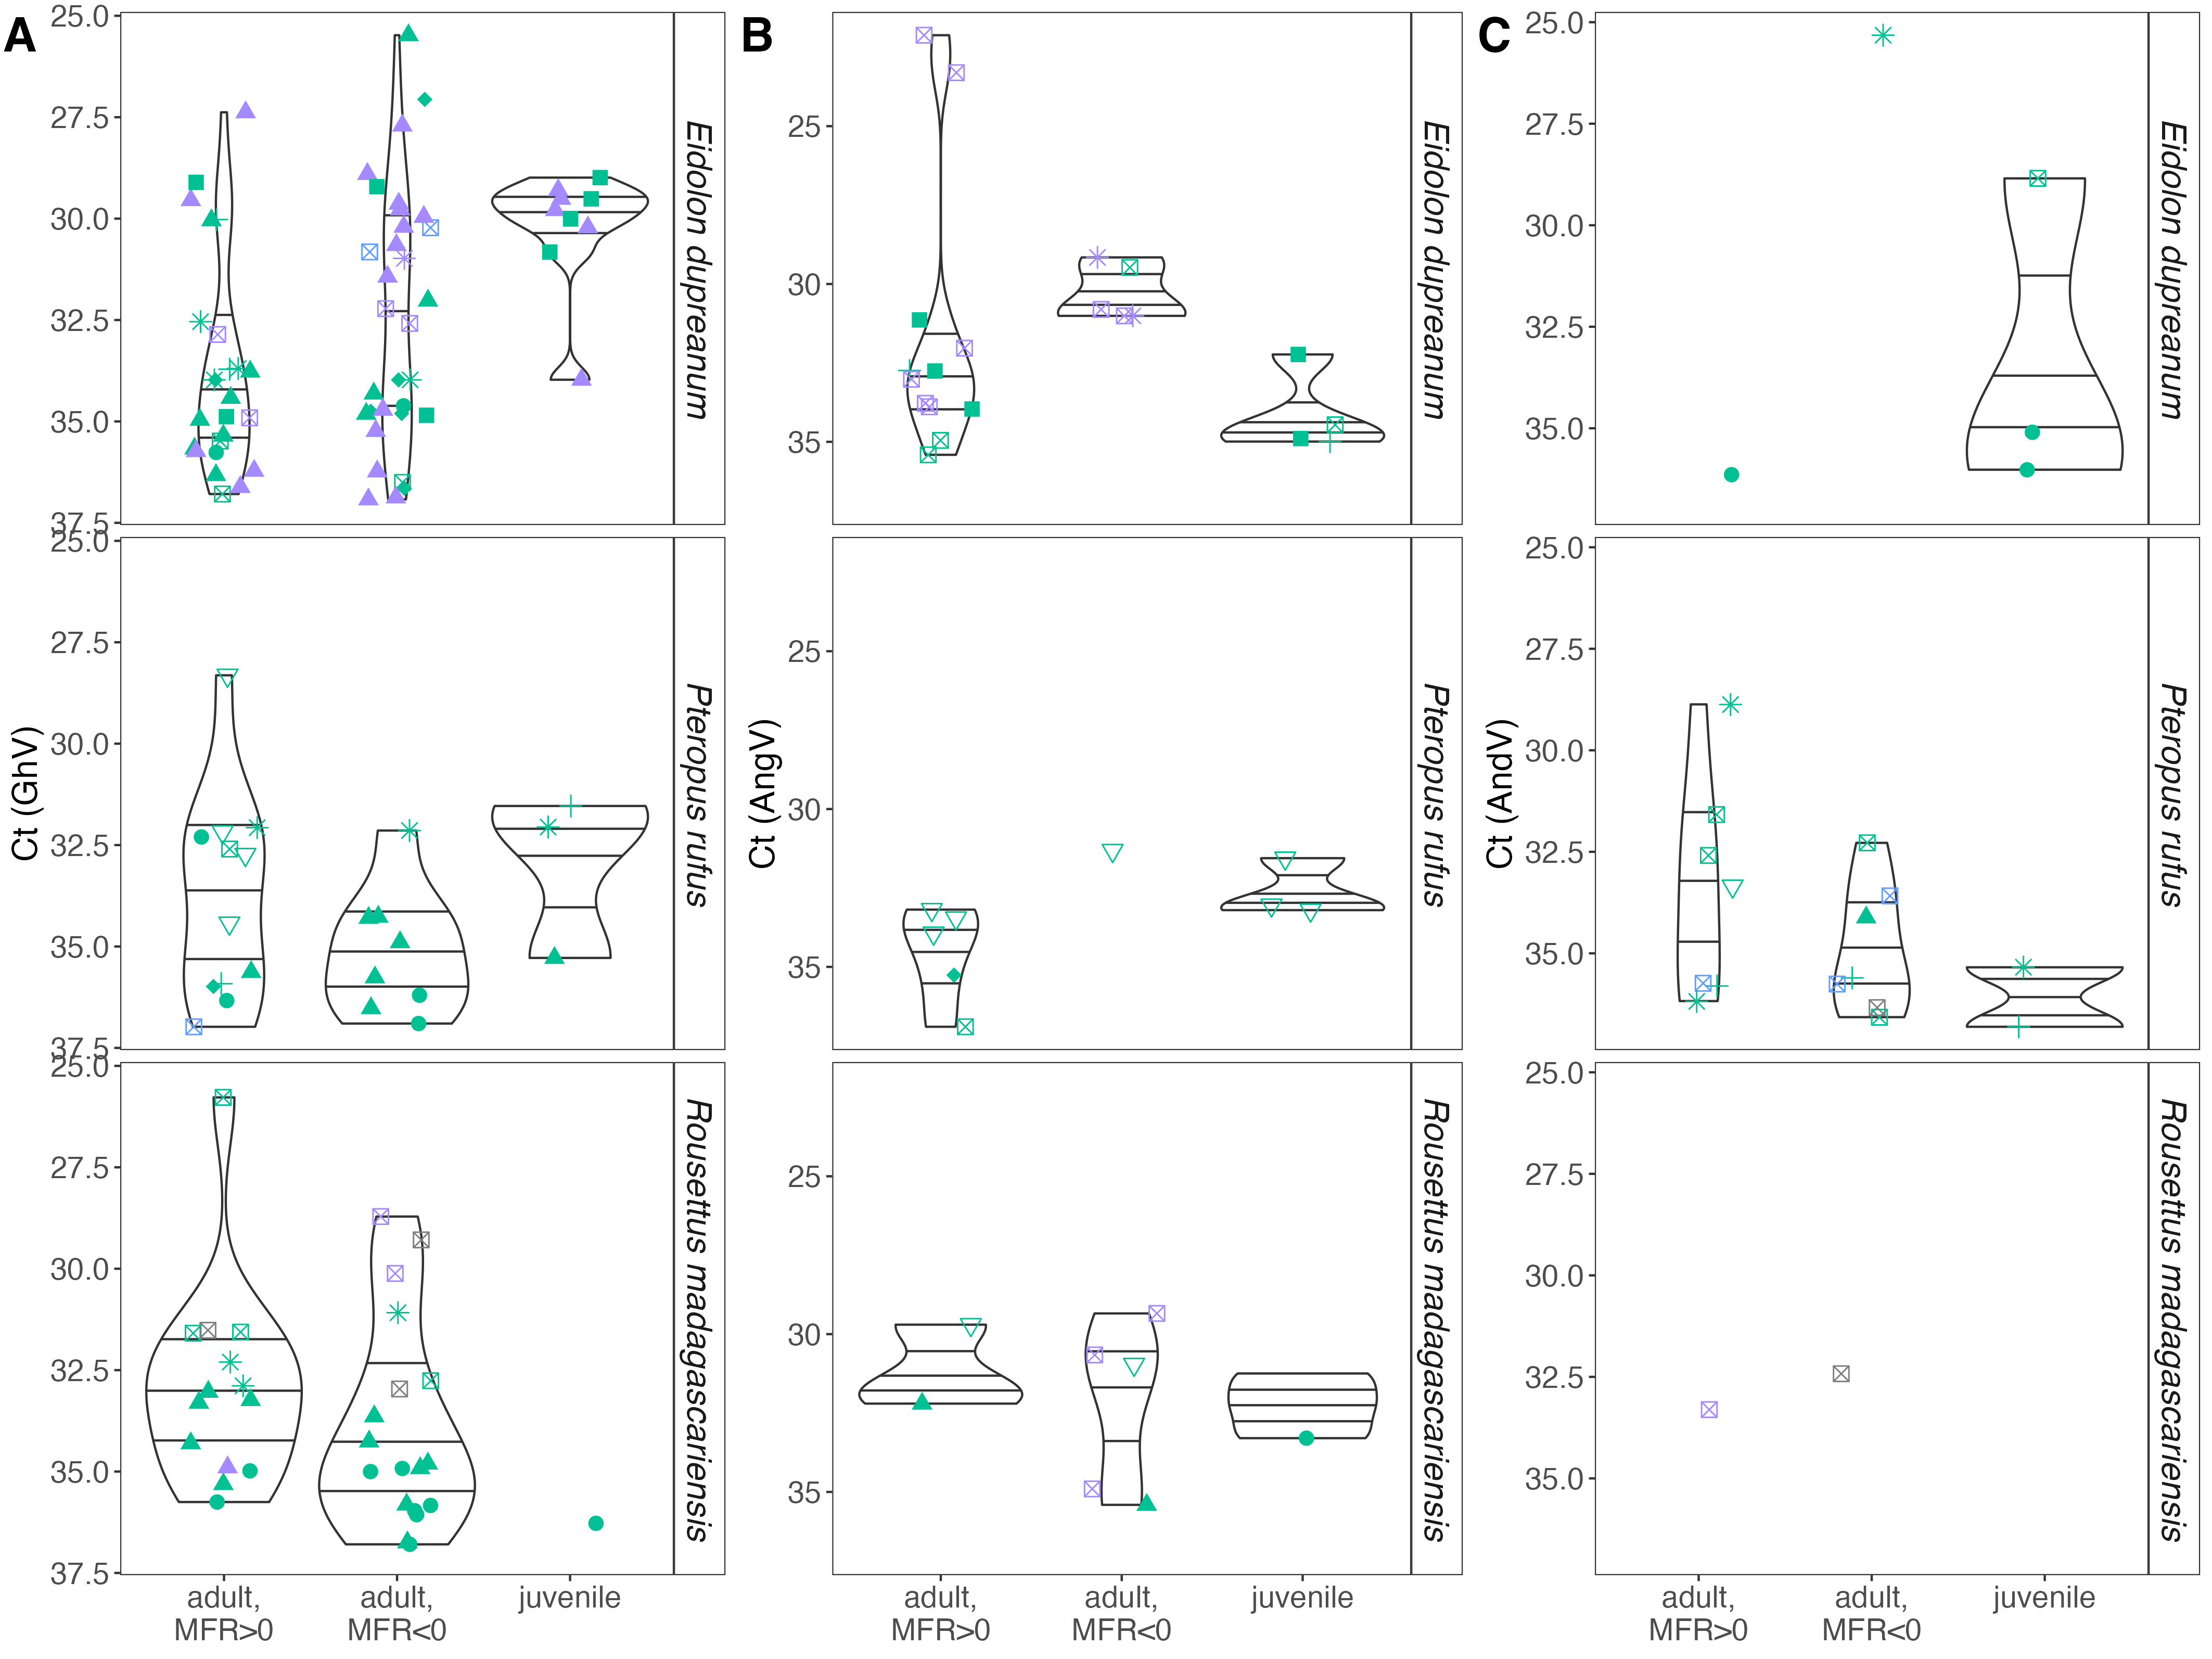 A
Ct (GhV)
25.0
27.5
30.0
32.5
35.0
37.5
Eidolon dupreanum
25.0
27.5
30.0
32.5
35.0
37.5
Pteropus rufus
25.0
27.5
30.0
32.5
35.0
37.5
Rousettus madagascariensis
adult,
MFR>0
adult,
MFR<0
juvenile
B
Ct (AngV)
25
30
35
Eidolon dupreanum
25
30
35
Pteropus rufus
25
30
35
Rousettus madagascariensis
adult,
MFR>0
adult,
MFR<0
juvenile
C
Ct (AndV)
25.0
27.5
30.0
32.5
35.0
Eidolon dupreanum
25.0
27.5
30.0
32.5
35.0
Pteropus rufus
25.0
27.5
30.0
32.5
35.0
Rousettus madagascariensis
adult,
MFR>0
adult,
MFR<0
juvenile